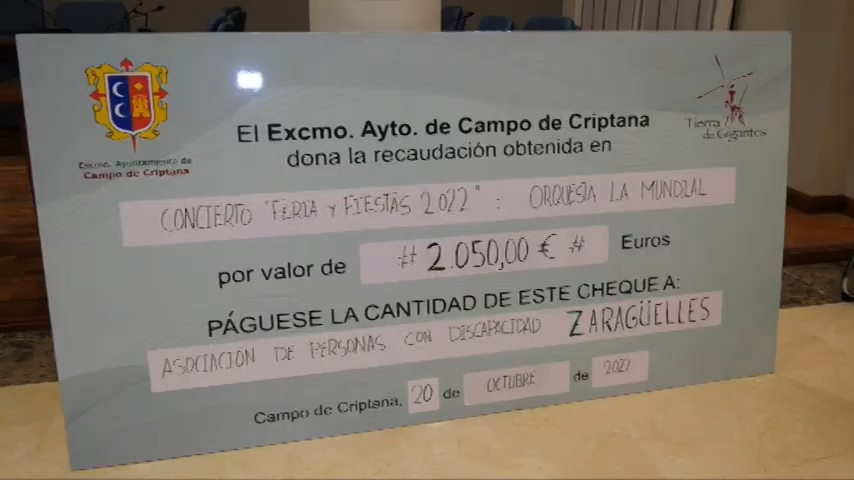 Excmo. Ayuntamiento de
Campo de Criptana
Tierra
de Gigantes
El Excmo. Ayto. de Campo de Criptana
dona la recaudación obtenida en
CONCIERTO "FERIA Y FIESTAS 2022" : ORQUESTA LA MUNDIAL
por valor de # 2.050,00 € # Euros
PÁGUESE LA CANTIDAD DE ESTE CHEQUE A:
ASOCIACIÓN DE PERSONAS CON DISCAPACIDAD ZARAGÜELLES
Campo de Criptana, 20 de OCTUBRE de 2022